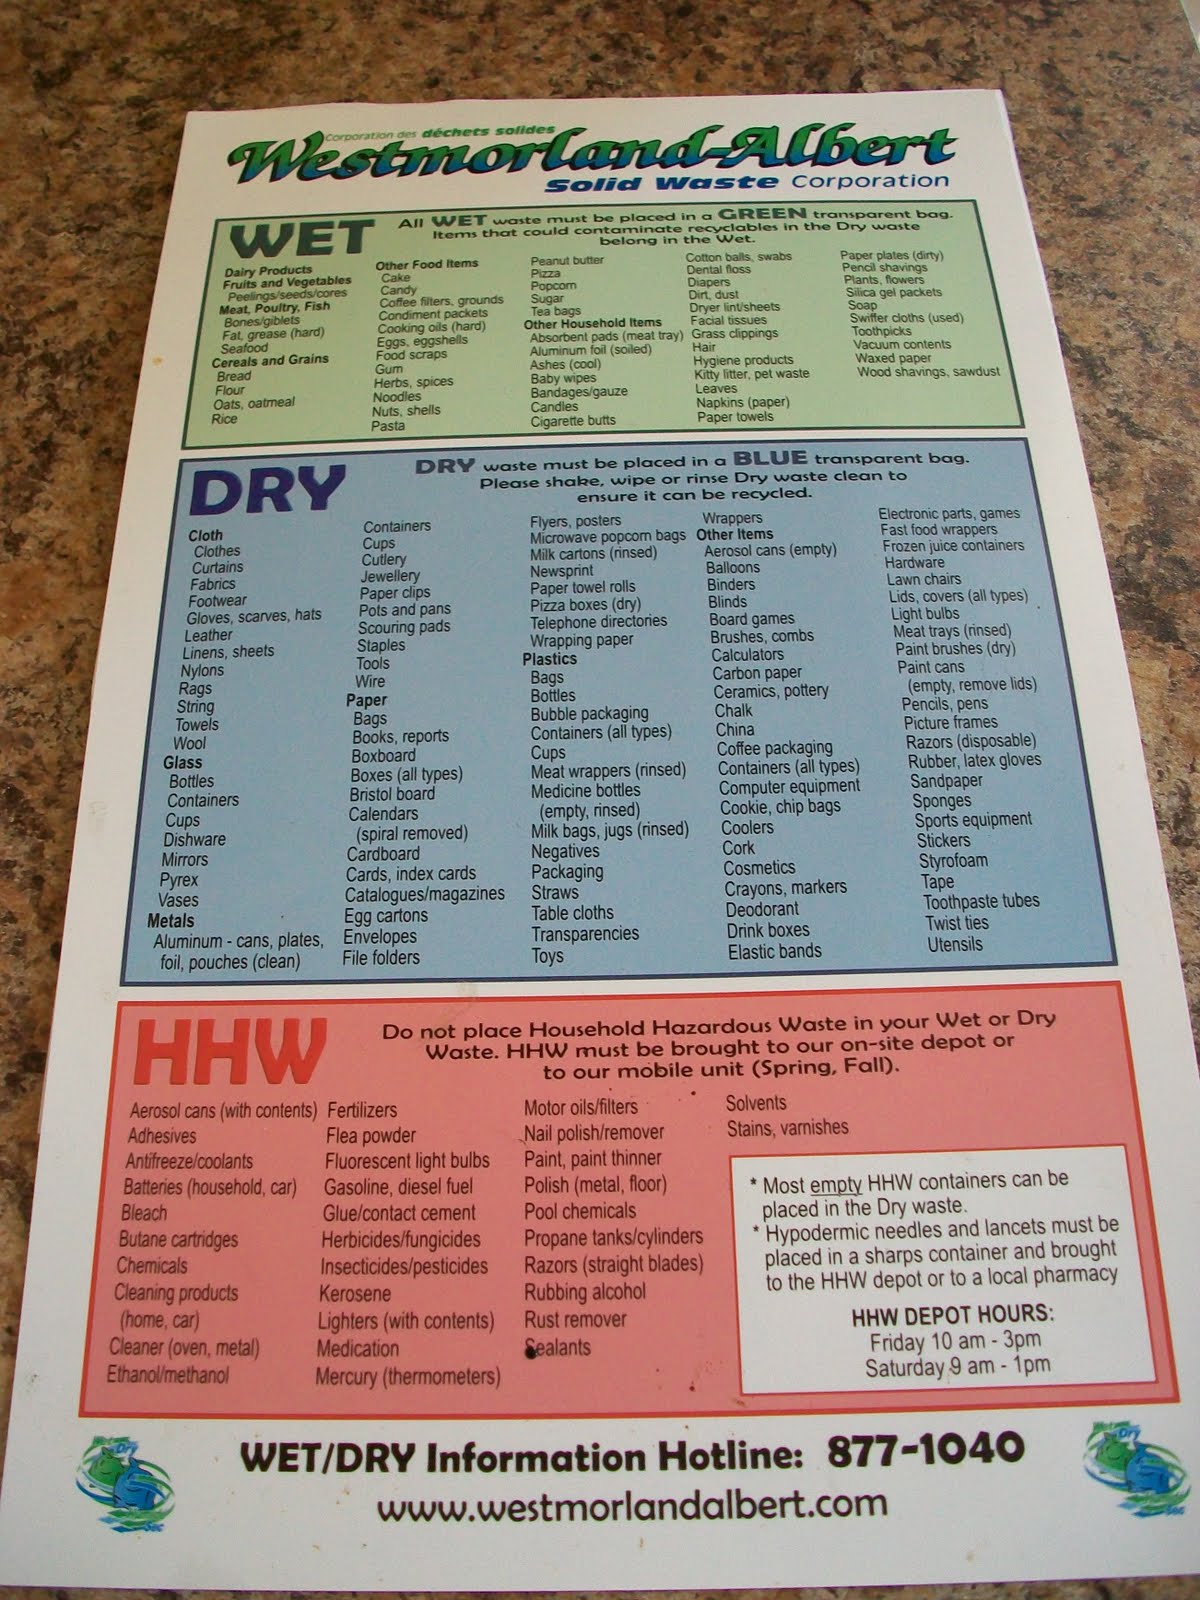 Corporation des déchets solides
Westmorland-Albert
Solid Waste Corporation
WET
All WET waste must be placed in a GREEN transparent bag.
Items that could contaminate recyclables in the Dry waste
belong in the Wet.
Dairy Products
Fruits and Vegetables
Peelings/seeds/cores
Meat, Poultry, Fish
Bones/giblets
Fat, grease (hard)
Seafood
Cereals and Grains
Bread
Flour
Oats, oatmeal
Rice
Other Food Items
Cake
Candy
Coffee filters, grounds
Condiment packets
Cooking oils (hard)
Eggs, eggshells
Food scraps
Gum
Herbs, spices
Noodles
Nuts, shells
Pasta
Peanut butter
Pizza
Popcorn
Sugar
Tea bags
Other Household Items
Absorbent pads (meat tray)
Aluminum foil (soiled)
Ashes (cool)
Baby wipes
Bandages/gauze
Candles
Cigarette butts
Cotton balls, swabs
Dental floss
Diapers
Dirt, dust
Dryer lint/sheets
Facial tissues
Grass clippings
Hair
Hygiene products
Kitty litter, pet waste
Leaves
Napkins (paper)
Paper towels
Paper plates (dirty)
Pencil shavings
Plants, flowers
Silica gel packets
Soap
Swiffer cloths (used)
Toothpicks
Vacuum contents
Waxed paper
Wood shavings, sawdust
DRY
DRY waste must be placed in a BLUE transparent bag.
Please shake, wipe or rinse Dry waste clean to
ensure it can be recycled.
Cloth
Clothes
Curtains
Fabrics
Footwear
Gloves, scarves, hats
Leather
Linens, sheets
Nylons
Rags
String
Towels
Wool
Glass
Bottles
Containers
Cups
Dishware
Mirrors
Pyrex
Vases
Metals
Aluminum - cans, plates,
foil, pouches (clean)
Containers
Cups
Cutlery
Jewellery
Paper clips
Pots and pans
Scouring pads
Staples
Tools
Wire
Paper
Bags
Books, reports
Boxboard
Boxes (all types)
Bristol board
Calendars
(spiral removed)
Cardboard
Cards, index cards
Catalogues/magazines
Egg cartons
Envelopes
File folders
Flyers, posters
Microwave popcorn bags
Milk cartons (rinsed)
Newsprint
Paper towel rolls
Pizza boxes (dry)
Telephone directories
Wrapping paper
Plastics
Bags
Bottles
Bubble packaging
Containers (all types)
Cups
Meat wrappers (rinsed)
Medicine bottles
(empty, rinsed)
Milk bags, jugs (rinsed)
Negatives
Packaging
Straws
Table cloths
Transparencies
Toys
Wrappers
Other Items
Aerosol cans (empty)
Balloons
Binders
Blinds
Board games
Brushes, combs
Calculators
Carbon paper
Ceramics, pottery
Chalk
China
Coffee packaging
Containers (all types)
Computer equipment
Cookie, chip bags
Coolers
Cork
Cosmetics
Crayons, markers
Deodorant
Drink boxes
Elastic bands
Electronic parts, games
Fast food wrappers
Frozen juice containers
Hardware
Lawn chairs
Lids, covers (all types)
Light bulbs
Meat trays (rinsed)
Paint brushes (dry)
Paint cans
(empty, remove lids)
Pencils, pens
Picture frames
Razors (disposable)
Rubber, latex gloves
Sandpaper
Sponges
Sports equipment
Stickers
Styrofoam
Tape
Toothpaste tubes
Twist ties
Utensils
HHW
Do not place Household Hazardous Waste in your Wet or Dry
Waste. HHW must be brought to our on-site depot or
to our mobile unit (Spring, Fall).
Aerosol cans (with contents)
Adhesives
Antifreeze/coolants
Batteries (household, car)
Bleach
Butane cartridges
Chemicals
Cleaning products
(home, car)
Cleaner (oven, metal)
Ethanol/methanol
Fertilizers
Flea powder
Fluorescent light bulbs
Gasoline, diesel fuel
Glue/contact cement
Herbicides/fungicides
Insecticides/pesticides
Kerosene
Lighters (with contents)
Medication
Mercury (thermometers)
Motor oils/filters
Nail polish/remover
Paint, paint thinner
Polish (metal, floor)
Pool chemicals
Propane tanks/cylinders
Razors (straight blades)
Rubbing alcohol
Rust remover
Sealants
Solvents
Stains, varnishes
* Most empty HHW containers can be
placed in the Dry waste.
* Hypodermic needles and lancets must be
placed in a sharps container and brought
to the HHW depot or to a local pharmacy
HHW DEPOT HOURS:
Friday 10 am - 3pm
Saturday 9 am - 1pm
WET/DRY Information Hotline: 877-1040
www.westmorlandalbert.com